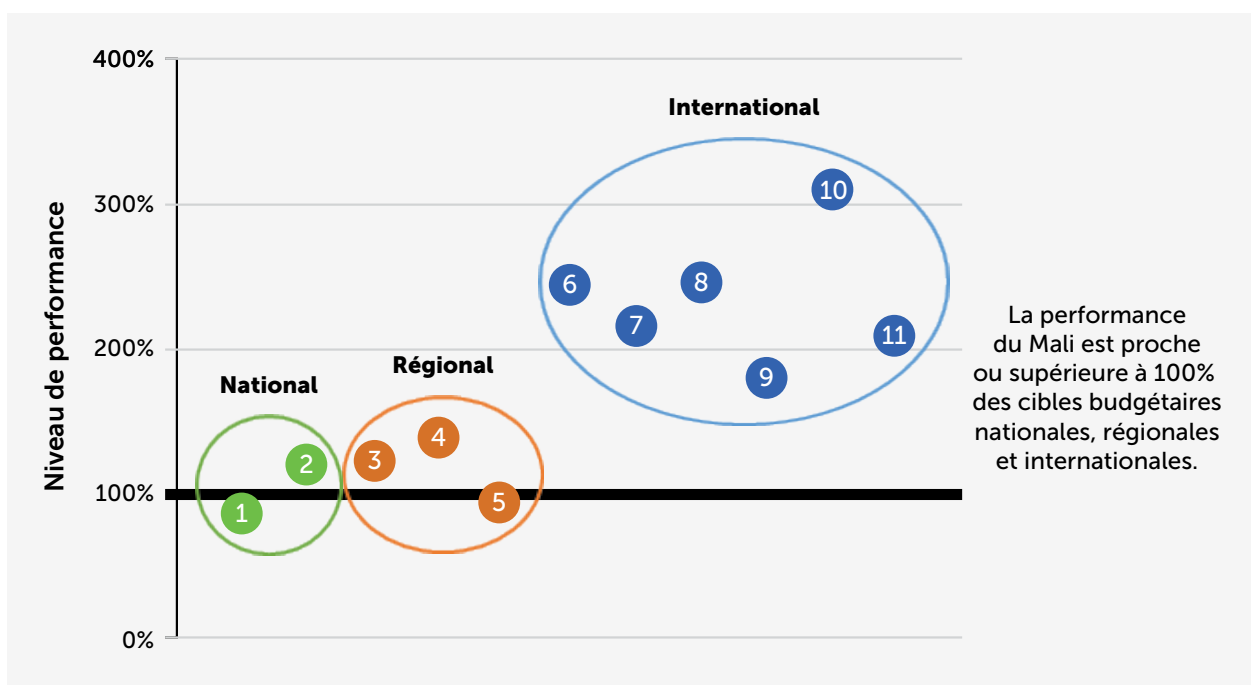 400%
International
10
300%
6
8
7
11
200%
Régional
9
National
4
3
2
100%
5
1
0%
Niveau de performance
La performance
du Mali est proche
ou supérieure à 100%
des cibles budgétaires
nationales, régionales
et internationales.